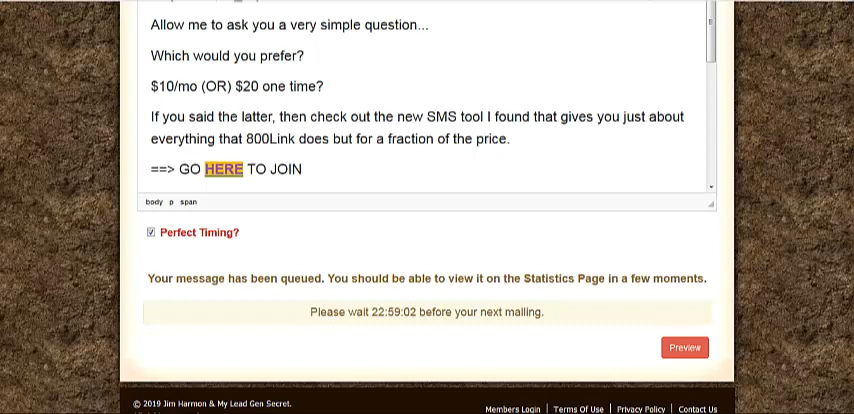 Allow me to ask you a very simple question...
Which would you prefer?
$10/mo (OR) $20 one time?
If you said the latter, then check out the new SMS tool I found that gives you just about
everything that 800Link does but for a fraction of the price.
==> GO HERE TO JOIN
body p span
Perfect Timing?
Your message has been queued. You should be able to view it on the Statistics Page in a few moments.
Please wait 22:59:02 before your next mailing.
Preview
© 2019 Jim Harmon & My Lead Gen Secret.
Members Login | Terms Of Use | Privacy Policy | Contact Us